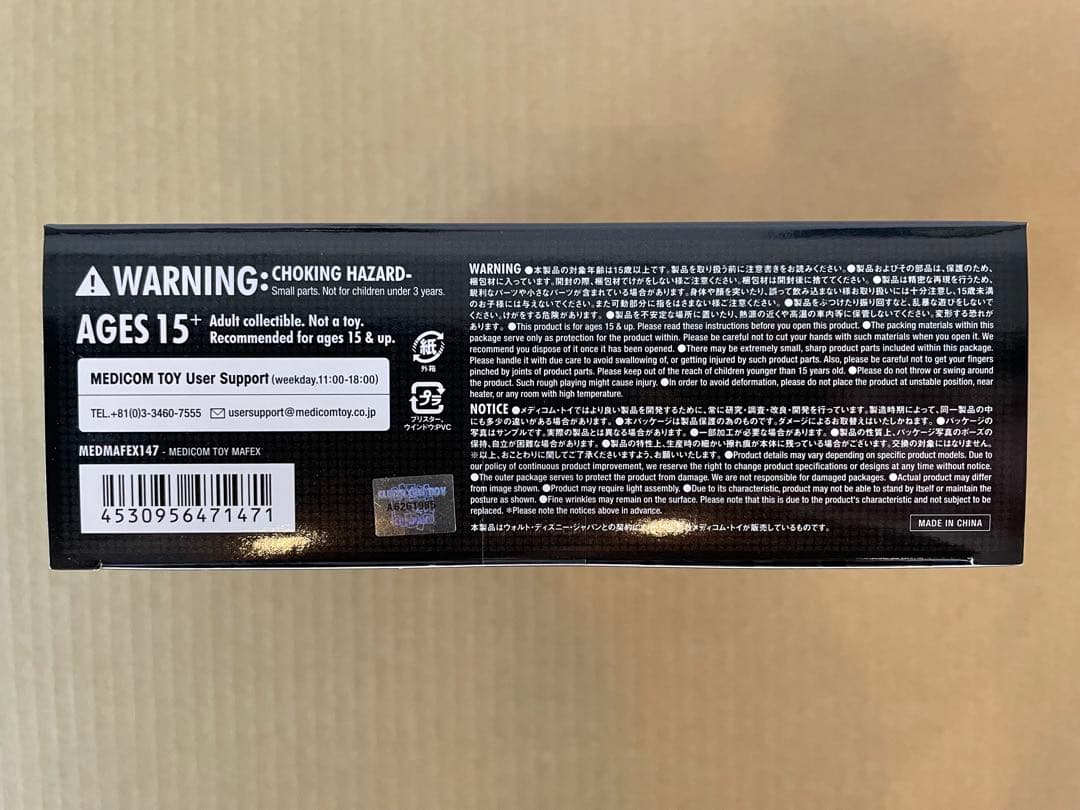 WARNING: CHOKING HAZARD-
Small parts. Not for children under 3 years.
AGES 15+ Adult collectible. Not a toy.
Recommended for ages 15 & up.
MEDICOM TOY User Support (weekday.11:00-18:00)
TEL.+81(0)3-3460-7555 usersupport@medicomtoy.co.jp
MEDMAFEX147 - MEDICOM TOY MAFEX
4530956471471
紙
外箱
プラ
ブリスター・
ウインドウ:PVC
WARNING ●本製品の対象年齢は15歳以上です。製品を取り扱う前に注意書きをお読みください。●製品およびその部品は、保護のため、
梱包材に入っています。開封の際、梱包材でけがをしない様ご注意ください。梱包材は開封後に捨ててください。●製品は精密な再現を行うため、
鋭利なパーツや小さなパーツが含まれている場合があります。身体や顔を突いたり、誤って飲み込まない様お取り扱いには十分注意し、15歳未満
のお子様には与えないでください。また可動部分に指をはさまない様ご注意ください。●製品をぶつけたり振り回すなど、乱暴な遊びをしないで
ください。けがをする危険があります。●製品を不安定な場所に置いたり、熱源の近くや高温の車内等に保管しないでください。変形する恐れが
あります。●This product is for ages 15 & up. Please read these instructions before you open this product. ●The packing materials within this
package serve only as protection for the product within. Please be careful not to cut your hands with such materials when you open it. We
recommend you dispose of it once it has been opened. ●There may be extremely small, sharp product parts included within this package.
Please handle it with due care to avoid swallowing of, or getting injured by such product parts. Also, please be careful not to get your fingers
pinched by joints of product parts. Please keep out of the reach of children younger than 15 years old. ●Please do not throw or swing around
the product. Such rough playing might cause injury. ●In order to avoid deformation, please do not place the product at unstable position, near
heater, or any room with high temperature.
NOTICE ●メディコム・トイではより良い製品を開発するために、常に研究・調査・改良・開発を行っています。製造時期によって、同一製品の中
にも多少の違いがある場合があります。●本パッケージは製品保護の為のものです。ダメージによるお取替えはいたしかねます。●パッケージの
写真はサンプルです。実際の製品とは異なる場合があります。●一部加工が必要な場合があります。●製品の性質上、パッケージ写真のポーズの
保持、自立が困難な場合がございます。●製品の特性上、生産時の細かい擦れ痕が本体に残っている場合がございます。交換の対象にはなりません。
※以上、おことわりに関してご了承くださいますよう、お願いいたします。●Product details may vary depending on specific product models. Due to
our policy of continuous product improvement, we reserve the right to change product specifications or designs at any time without notice.
●The outer package serves to protect the product from damage. We are not responsible for damaged packages. ●Actual product may differ
from image shown. ●Product may require light assembly. ●Due to its characteristic, product may not be able to stand by itself or maintain the
posture as shown. ●Fine wrinkles may remain on the surface. Please note that this is due to the product's characteristic and not subject to be
replaced. ※Please note the notices above in advance.
本製品はウォルト・ディズニー・ジャパンとの契約に メディコム・トイが販売しているものです。
MADE IN CHINA